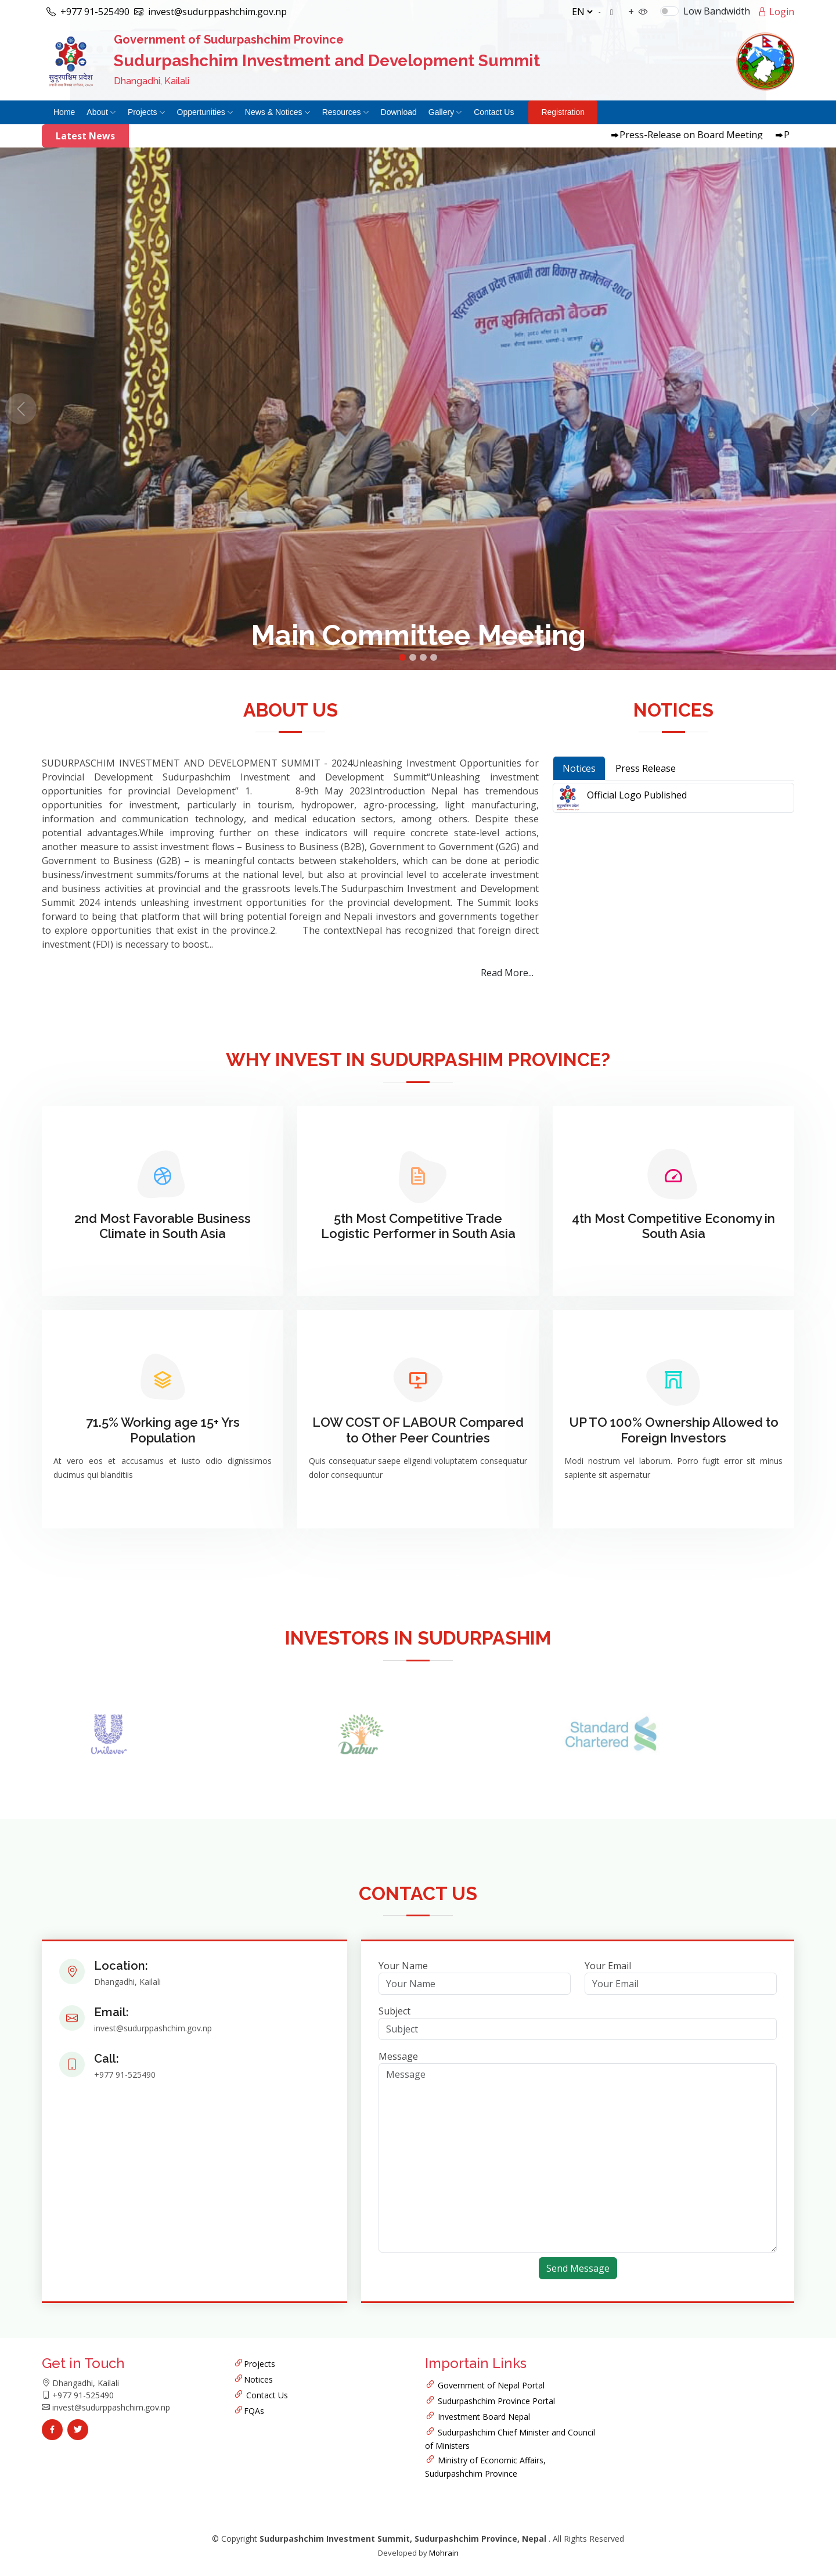 +977 91-525490 invest@sudurppashchim.gov.np
EN - + Low Bandwidth Login
सुदूरपश्चिम प्रदेश
Government of Sudurpashchim Province
Sudurpashchim Investment and Development Summit
Dhangadhi, Kailali
Home About Projects Oppertunities News & Notices Resources Download Gallery Contact Us Registration
Latest News
Press-Release on Board Meeting P
सुदूरपश्चिम प्रदेश लगानी तथा विकास सम्मेलन-२०८०
मुल समितिको बैठक
Main Committee Meeting
ABOUT US
SUDURPASCHIM INVESTMENT AND DEVELOPMENT SUMMIT - 2024Unleashing Investment Opportunities for
Provincial Development Sudurpashchim Investment and Development Summit“Unleashing investment
opportunities for provincial Development” 1. 8-9th May 2023Introduction Nepal has tremendous
opportunities for investment, particularly in tourism, hydropower, agro-processing, light manufacturing,
information and communication technology, and medical education sectors, among others. Despite these
potential advantages.While improving further on these indicators will require concrete state-level actions,
another measure to assist investment flows – Business to Business (B2B), Government to Government (G2G) and
Government to Business (G2B) – is meaningful contacts between stakeholders, which can be done at periodic
business/investment summits/forums at the national level, but also at provincial level to accelerate investment
and business activities at provincial and the grassroots levels.The Sudurpaschim Investment and Development
Summit 2024 intends unleashing investment opportunities for the provincial development. The Summit looks
forward to being that platform that will bring potential foreign and Nepali investors and governments together
to explore opportunities that exist in the province.2. The contextNepal has recognized that foreign direct
investment (FDI) is necessary to boost...
Read More...
NOTICES
Notices Press Release
Official Logo Published
WHY INVEST IN SUDURPASHIM PROVINCE?
2nd Most Favorable Business
Climate in South Asia
5th Most Competitive Trade
Logistic Performer in South Asia
4th Most Competitive Economy in
South Asia
71.5% Working age 15+ Yrs
Population
At vero eos et accusamus et iusto odio dignissimos
ducimus qui blanditiis
LOW COST OF LABOUR Compared
to Other Peer Countries
Quis consequatur saepe eligendi voluptatem consequatur
dolor consequuntur
UP TO 100% Ownership Allowed to
Foreign Investors
Modi nostrum vel laborum. Porro fugit error sit minus
sapiente sit aspernatur
INVESTORS IN SUDURPASHIM
Unilever
Dabur
Standard
Chartered
CONTACT US
Location:
Dhangadhi, Kailali
Email:
invest@sudurppashchim.gov.np
Call:
+977 91-525490
Your Name Your Email
Your Name Your Email
Subject
Subject
Message
Message
Send Message
Get in Touch
Dhangadhi, Kailali
+977 91-525490
invest@sudurppashchim.gov.np
Projects
Notices
Contact Us
FQAs
Importain Links
Government of Nepal Portal
Sudurpashchim Province Portal
Investment Board Nepal
Sudurpashchim Chief Minister and Council
of Ministers
Ministry of Economic Affairs,
Sudurpashchim Province
© Copyright Sudurpashchim Investment Summit, Sudurpashchim Province, Nepal . All Rights Reserved
Developed by Mohrain